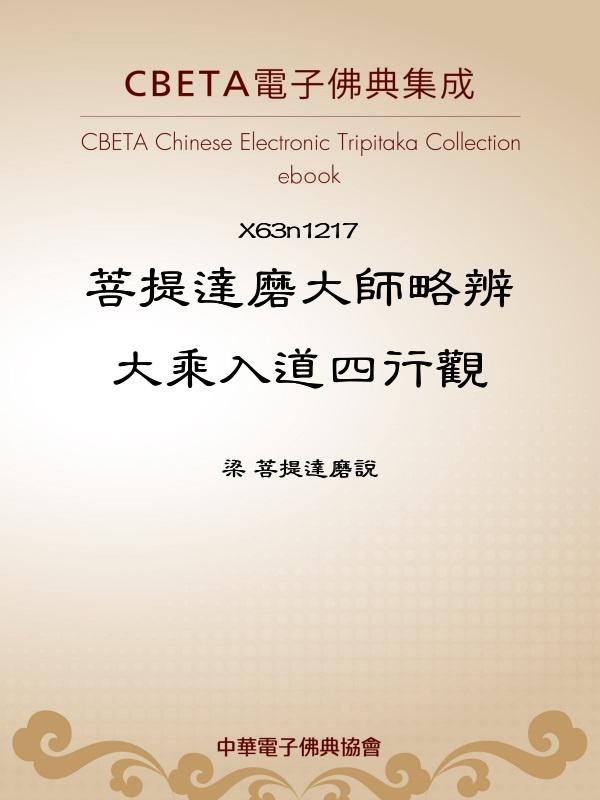 CBETA電子佛典集成
CBETA Chinese Electronic Tripitaka Collection
ebook
X63n1217
菩提達磨大師略辨
大乘入道四行觀
梁 菩提達磨說
中華電子佛典協會